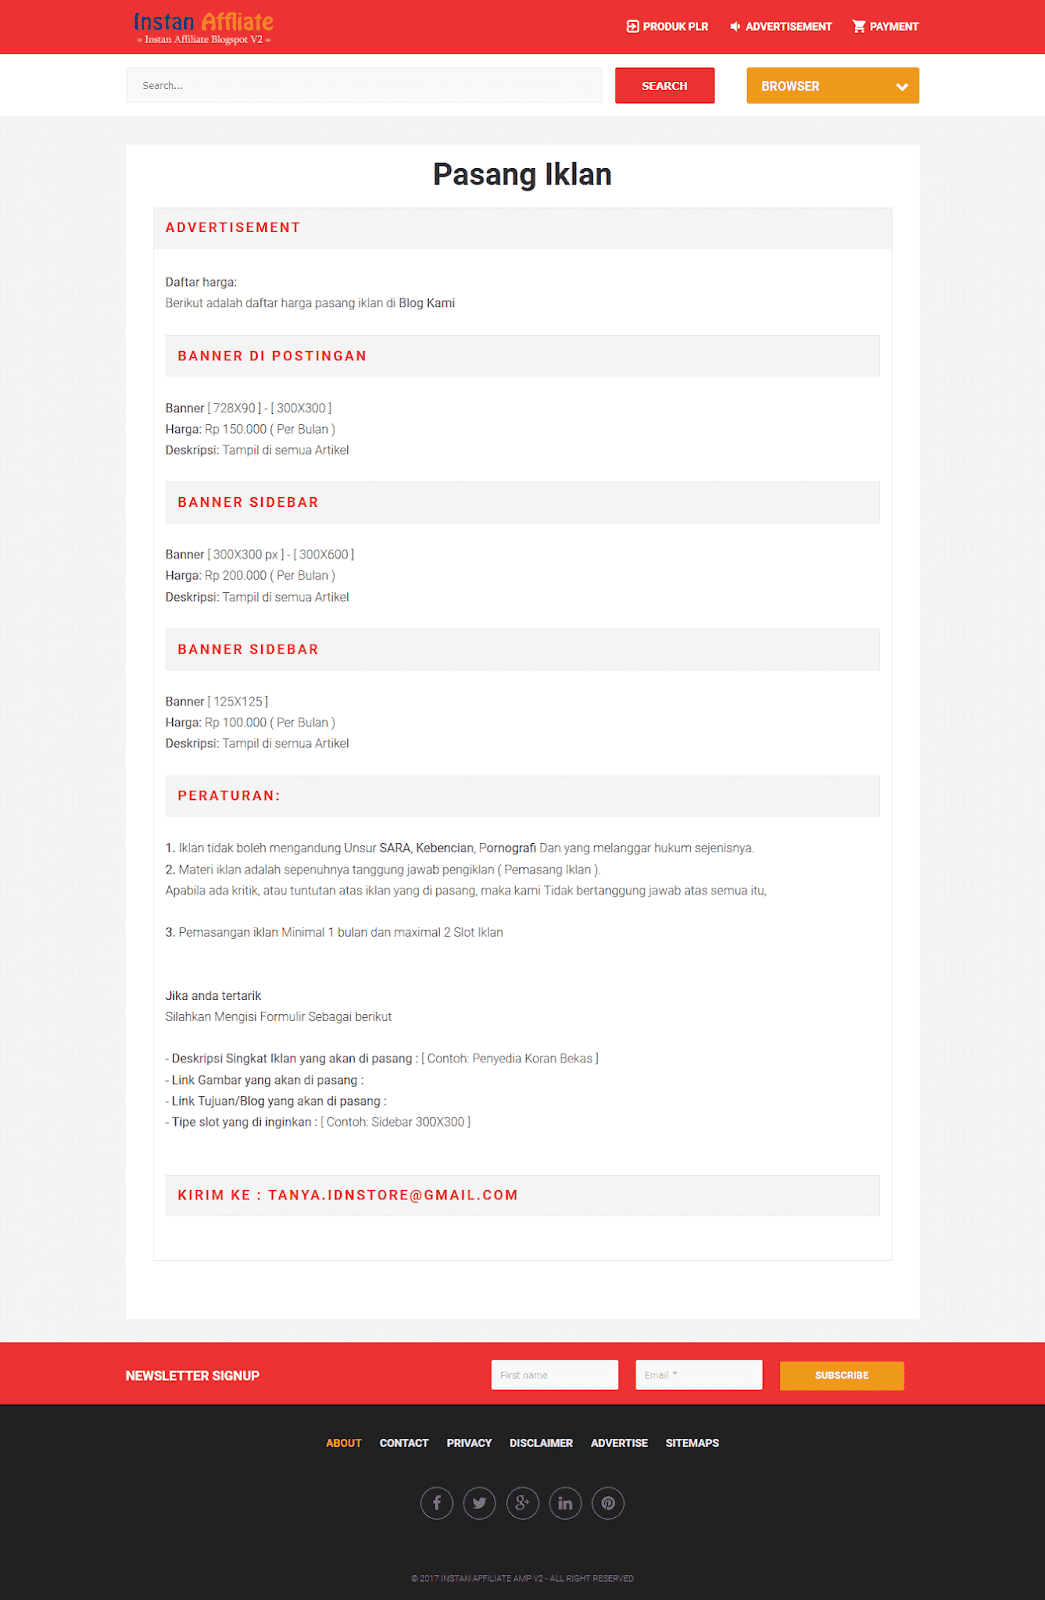 Instan Affliate
= Instan Affiliate Blogspot V2 =
PRODUK PLR
ADVERTISEMENT
PAYMENT
Search...
SEARCH
BROWSER
Pasang Iklan
ADVERTISEMENT
Daftar harga:
Berikut adalah daftar harga pasang iklan di Blog Kami
BANNER DI POSTINGAN
Banner [ 728X90 ] - [ 300X300 ]
Harga: Rp 150.000 ( Per Bulan )
Deskripsi: Tampil di semua Artikel
BANNER SIDEBAR
Banner [ 300X300 px ] - [ 300X600 ]
Harga: Rp 200.000 ( Per Bulan )
Deskripsi: Tampil di semua Artikel
BANNER SIDEBAR
Banner [ 125X125 ]
Harga: Rp 100.000 ( Per Bulan )
Deskripsi: Tampil di semua Artikel
PERATURAN:
1. Iklan tidak boleh mengandung Unsur SARA, Kebencian, Pornografi Dan yang melanggar hukum sejenisnya.
2. Materi iklan adalah sepenuhnya tanggung jawab pengiklan ( Pemasang Iklan ).
Apabila ada kritik, atau tuntutan atas iklan yang di pasang, maka kami Tidak bertanggung jawab atas semua itu,
3. Pemasangan iklan Minimal 1 bulan dan maximal 2 Slot Iklan
Jika anda tertarik
Silahkan Mengisi Formulir Sebagai berikut
- Deskripsi Singkat Iklan yang akan di pasang : [ Contoh: Penyedia Koran Bekas ]
- Link Gambar yang akan di pasang :
- Link Tujuan/Blog yang akan di pasang :
- Tipe slot yang di inginkan : [ Contoh: Sidebar 300X300 ]
KIRIM KE : TANYA.IDNSTORE@GMAIL.COM
NEWSLETTER SIGNUP
First name
Email *
SUBSCRIBE
ABOUT CONTACT PRIVACY DISCLAIMER ADVERTISE SITEMAPS
© 2017 INSTAN AFFILIATE AMP V2 - ALL RIGHT RESERVED